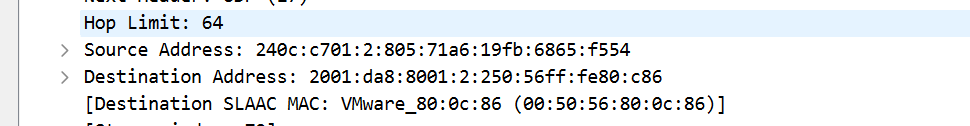 Hop Limit: 64
Source Address: 240c:c701:2:805:71a6:19fb:6865:f554
Destination Address: 2001:da8:8001:2:250:56ff:fe80:c86
[Destination SLAAC MAC: VMware_80:0c:86 (00:50:56:80:0c:86)]